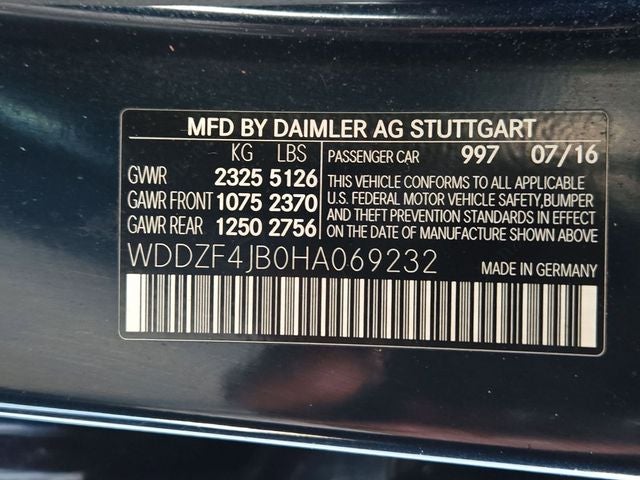 MFD BY DAIMLER AG STUTTGART
KG LBS PASSENGER CAR 997 07/16
GVWR 2325 5126
GAWR FRONT 1075 2370
GAWR REAR 1250 2756
THIS VEHICLE CONFORMS TO ALL APPLICABLE
U.S. FEDERAL MOTOR VEHICLE SAFETY,BUMPER
AND THEFT PREVENTION STANDARDS IN EFFECT
ON THE DATE OF MANUFACTURE SHOWN ABOVE.
WDDZF4JB0HA069232 MADE IN GERMANY